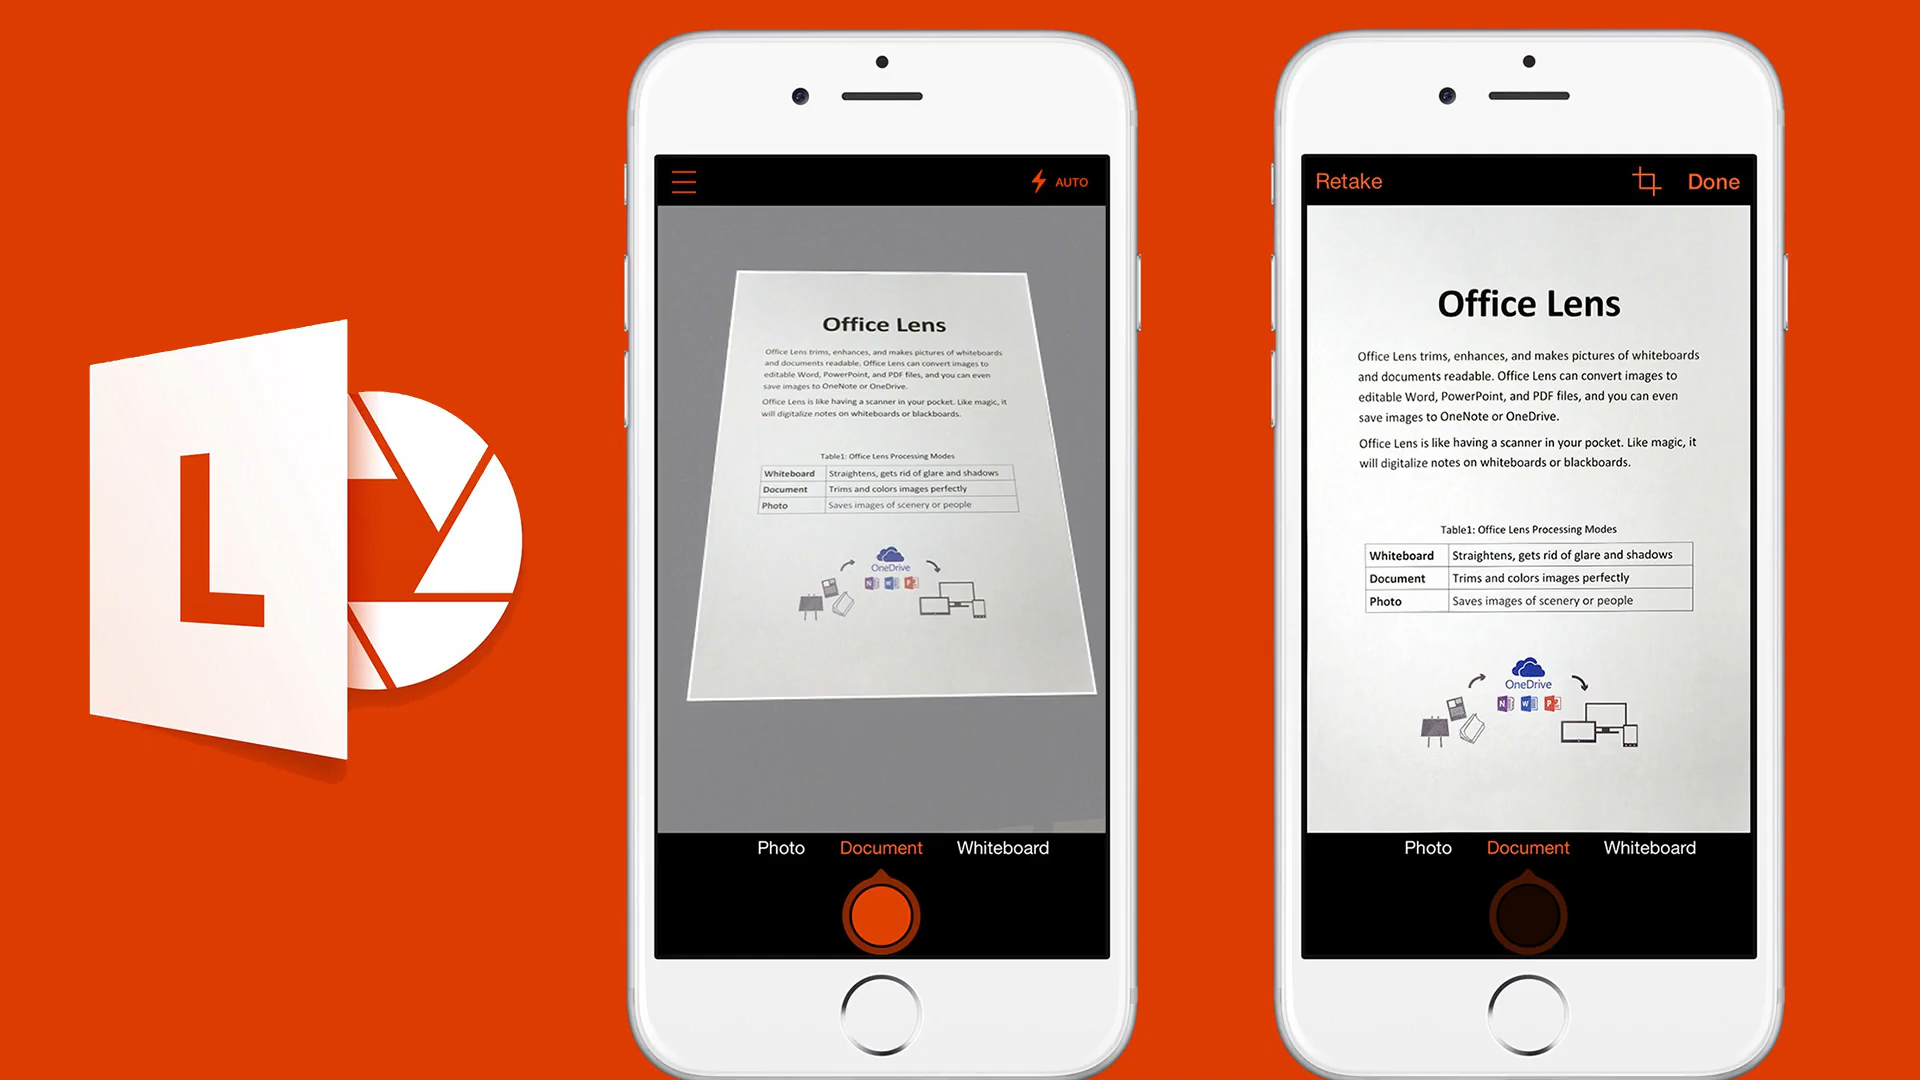 L
AUTO
Office Lens
Office Lens trims, enhances, and makes pictures of whiteboards
and documents readable. Office Lens can convert images to
editable Word, PowerPoint, and PDF files, and you can even
save images to OneNote or OneDrive.
Office Lens is like having a scanner in your pocket. Like magic, it
will digitalize notes on whiteboards or blackboards.
Table1: Office Lens Processing Modes
Whiteboard Straightens, gets rid of glare and shadows
Document Trims and colors images perfectly
Photo Saves images of scenery or people
OneDrive
N W P
Photo Document Whiteboard
Retake Done
Office Lens
Office Lens trims, enhances, and makes pictures of whiteboards
and documents readable. Office Lens can convert images to
editable Word, PowerPoint, and PDF files, and you can even
save images to OneNote or OneDrive.
Office Lens is like having a scanner in your pocket. Like magic, it
will digitalize notes on whiteboards or blackboards.
Table1: Office Lens Processing Modes
Whiteboard Straightens, gets rid of glare and shadows
Document Trims and colors images perfectly
Photo Saves images of scenery or people
OneDrive
N W P
Photo Document Whiteboard